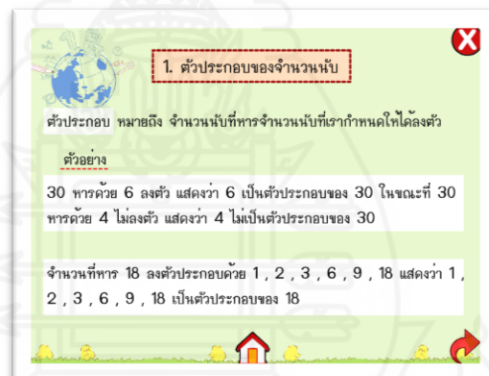 1. ตัวประกอบของจำนวนนับ
ตัวประกอบ หมายถึง จำนวนนับที่หารจำนวนนับที่เรากำหนดให้ได้ลงตัว
ตัวอย่าง
30 หารด้วย 6 ลงตัว แสดงว่า 6 เป็นตัวประกอบของ 30 ในขณะที่ 30
หารด้วย 4 ไม่ลงตัว แสดงว่า 4 ไม่เป็นตัวประกอบของ 30
จำนวนที่หาร 18 ลงตัวประกอบด้วย 1 , 2 , 3 , 6 , 9 , 18 แสดงว่า 1 ,
2 , 3 , 6 , 9 , 18 เป็นตัวประกอบของ 18